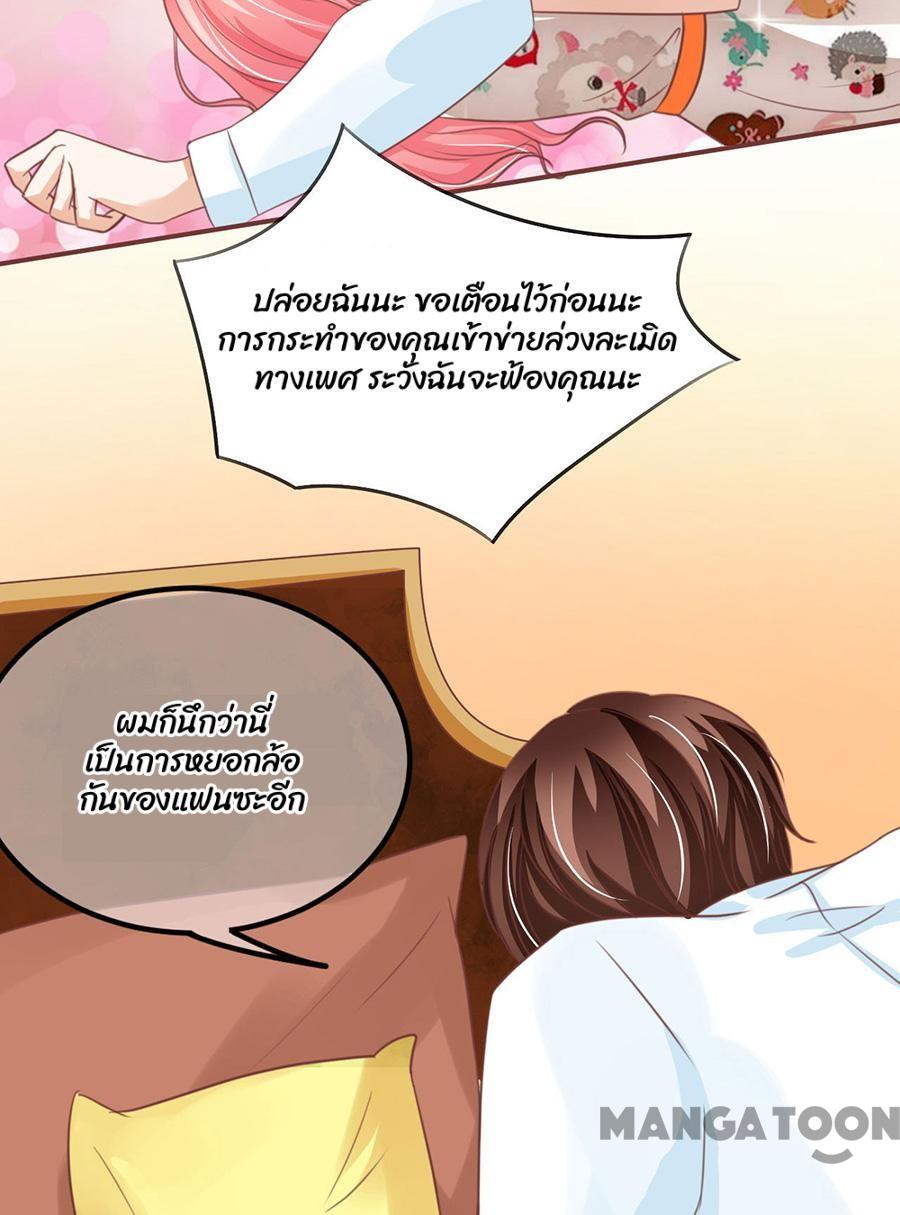 ปล่อยฉันนะ ขอเตือนไว้ก่อนนะ
การกระทำของคุณเข้าข่ายล่วงละเมิด
ทางเพศ ระวังฉันจะฟ้องคุณนะ
ผมก็นึกว่านี่
เป็นการหยอกล้อ
กันของแฟนซะอีก
MANGATOON